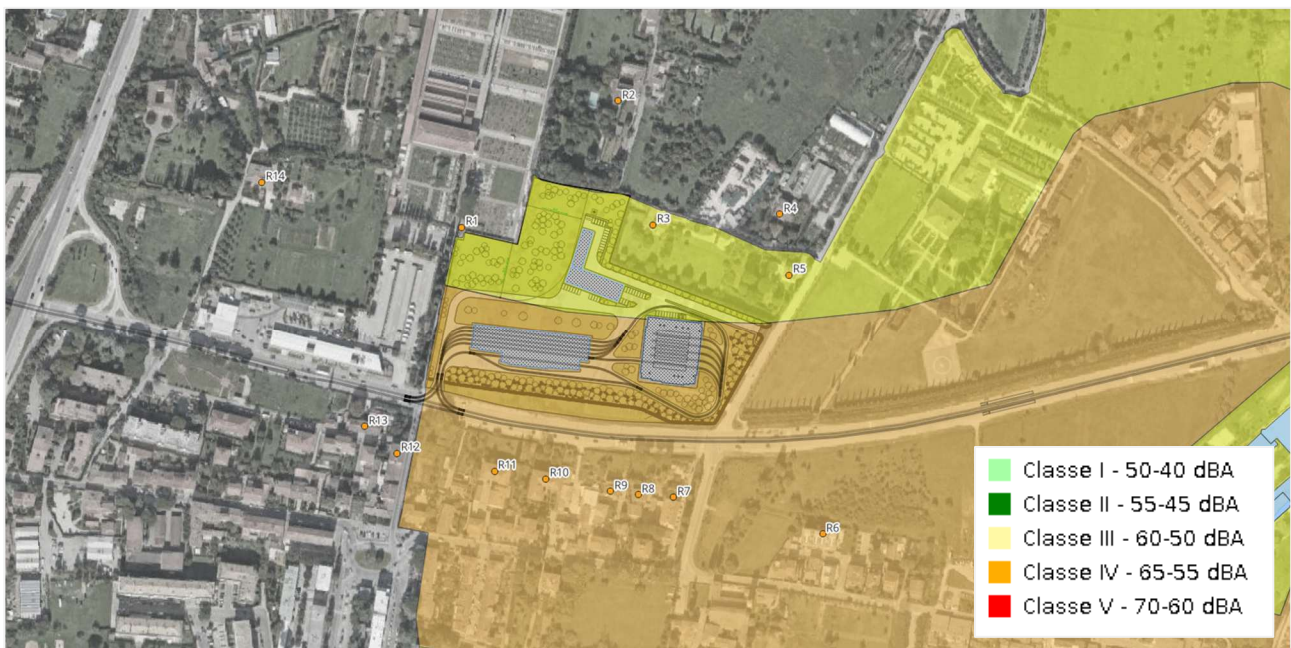 R2
R14
R4
R3
R1
R5
R13
R12
R11
R10
R9
R8
R7
R6
Classe I - 50-40 dBA
Classe II - 55-45 dBA
Classe III - 60-50 dBA
Classe IV - 65-55 dBA
Classe V - 70-60 dBA